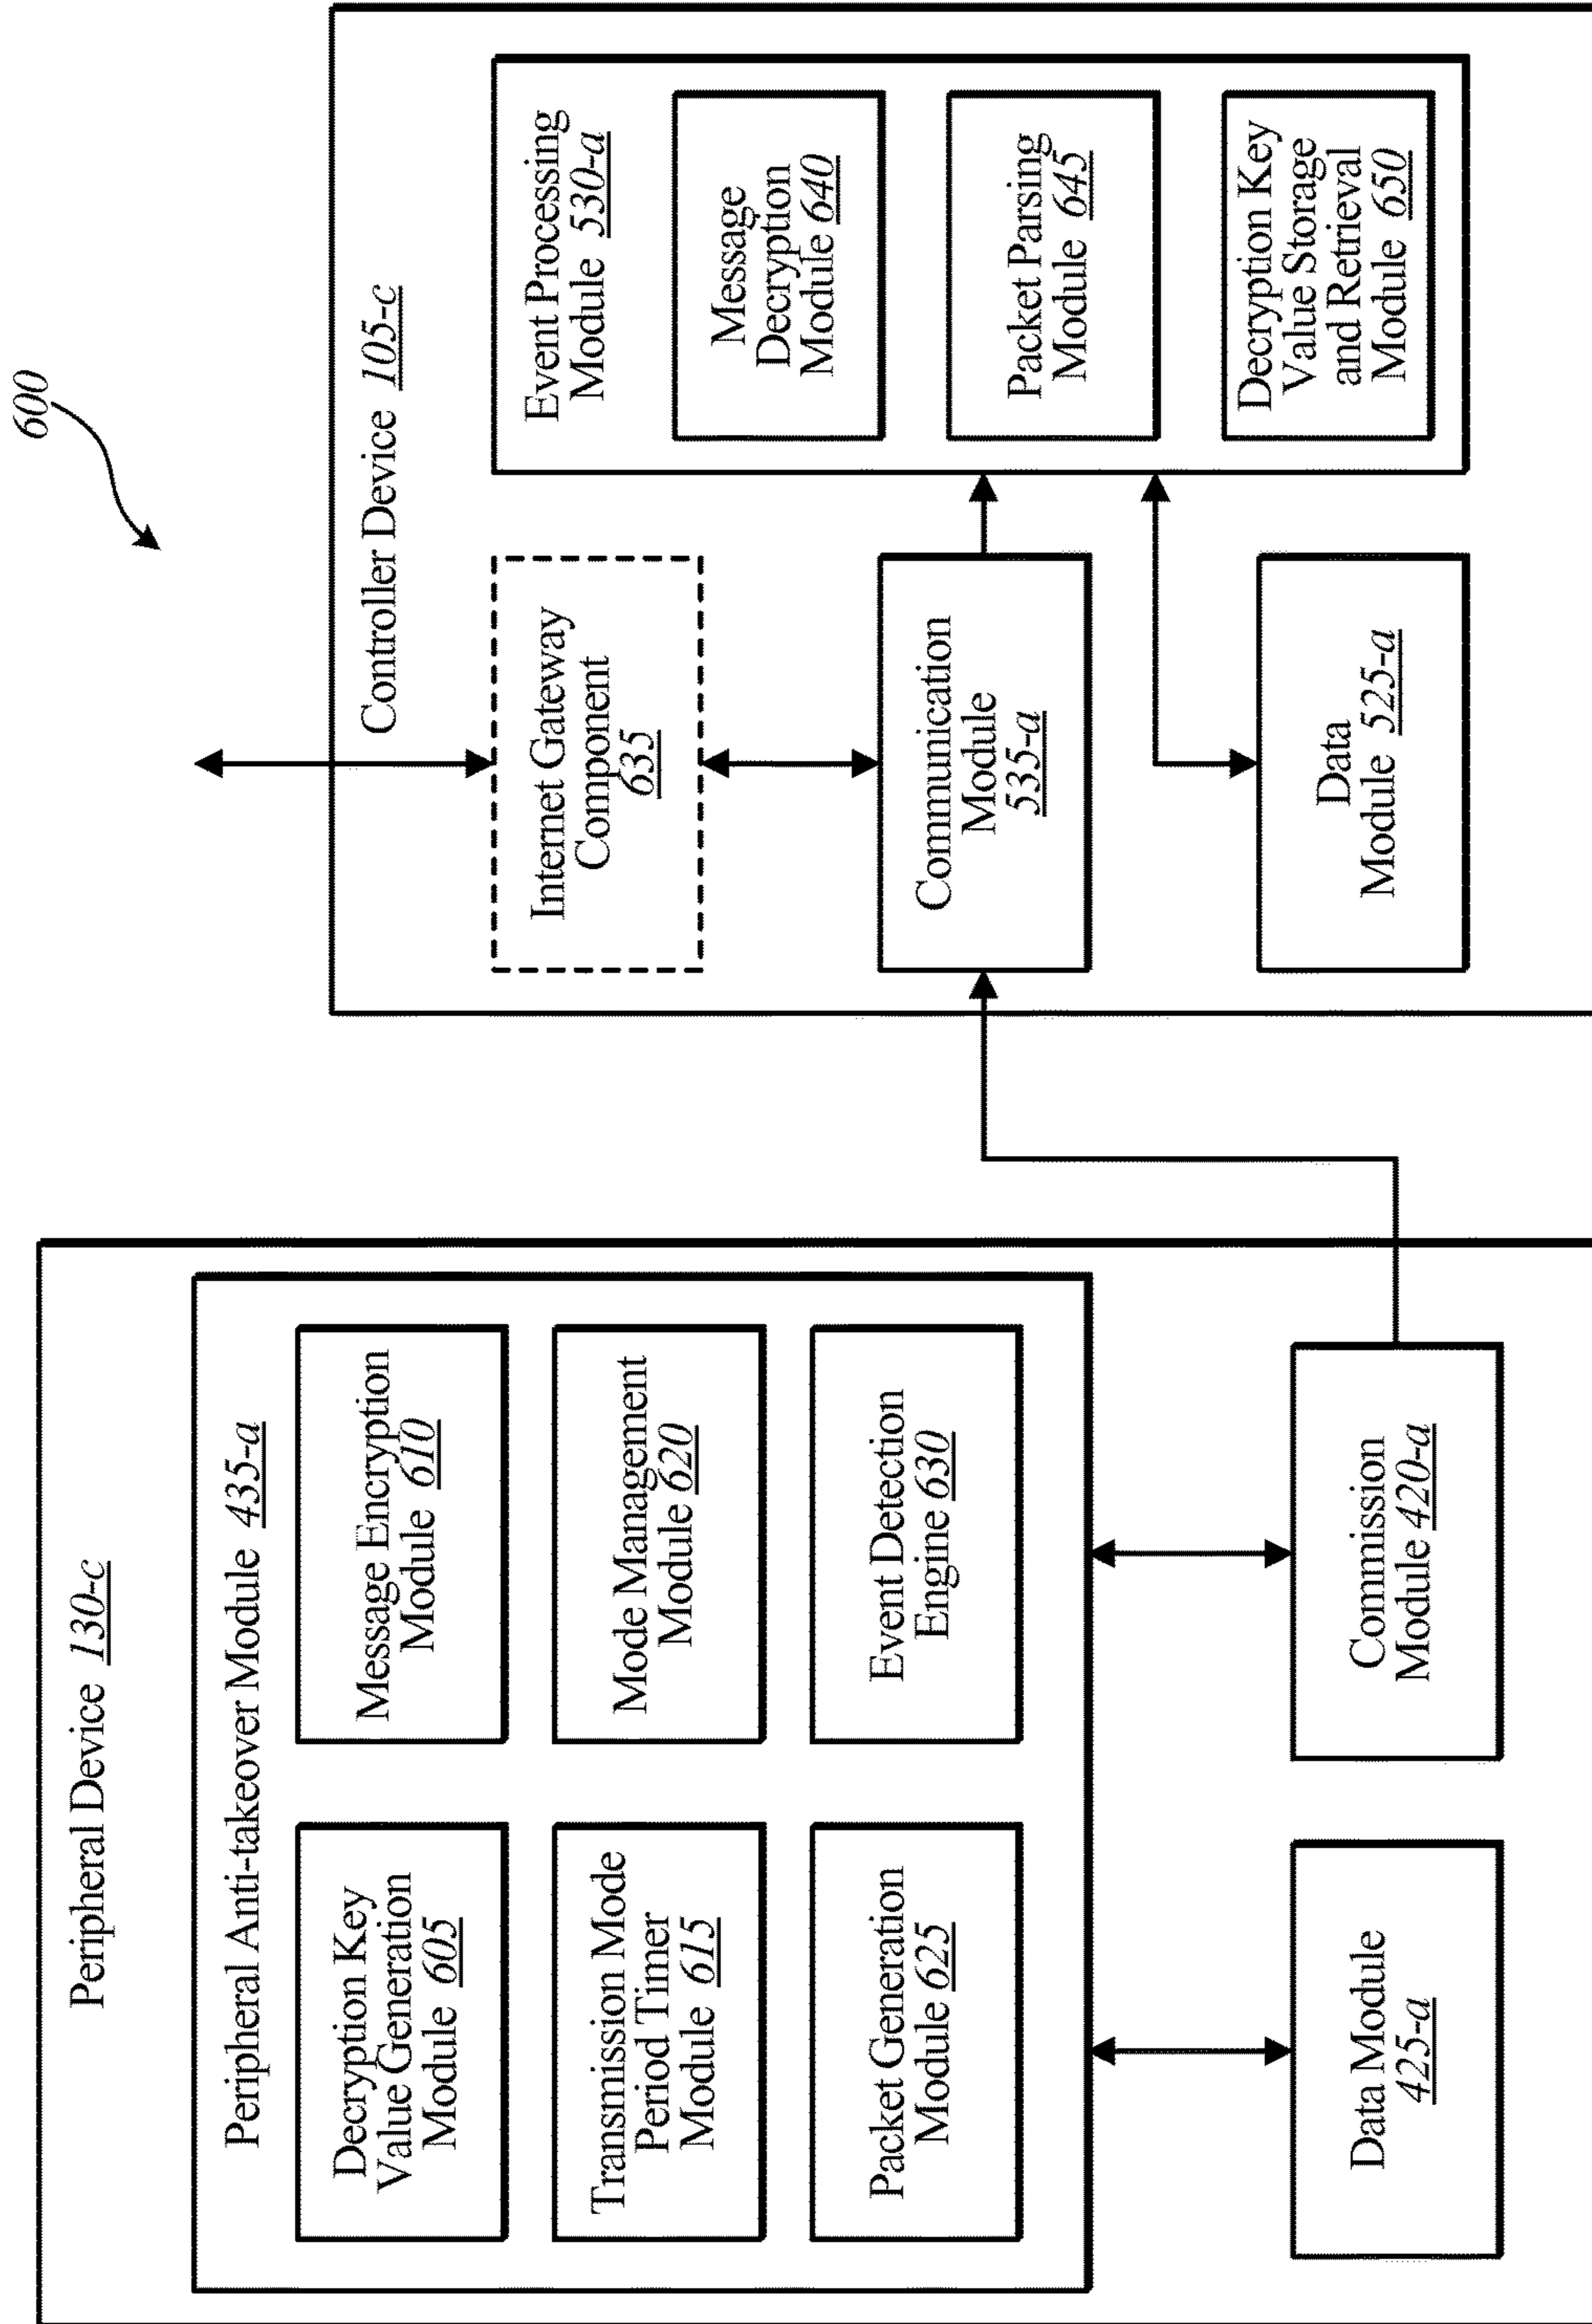 600
Peripheral Device 130-c
Peripheral Anti-takeover Module 435-a
Decryption Key
Value Generation
Module 605
Message Encryption
Module 610
Transmission Mode
Period Timer
Module 615
Mode Management
Module 620
Packet Generation
Module 625
Event Detection
Engine 630
Data Module
425-a
Commission
Module 420-a
Controller Device 105-c
Internet Gateway
Component
635
Communication
Module
535-a
Data
Module 525-a
Event Processing
Module 530-a
Message
Decryption
Module 640
Packet Parsing
Module 645
Decryption Key
Value Storage
and Retrieval
Module 650